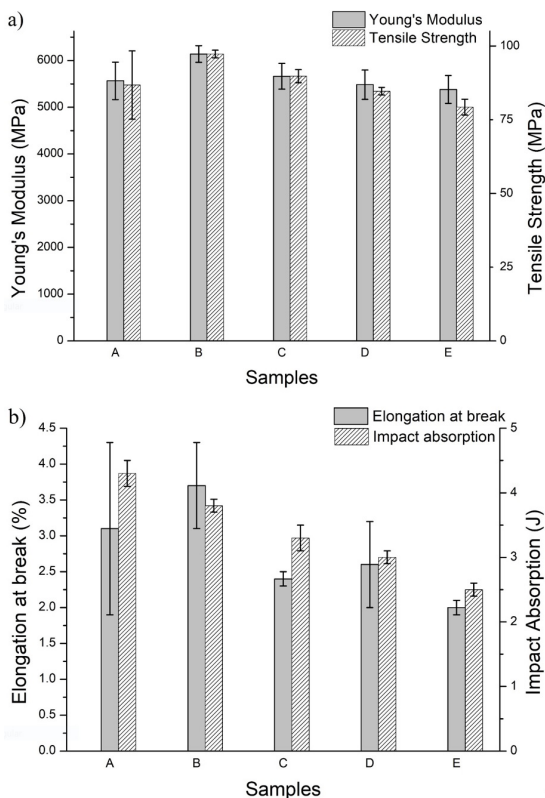 a)
Young's Modulus
Tensile Strength
6000
5000
4000
3000
2000
1000
0
Young's Modulus (MPa)
100
75
50
25
0
Tensile Strength (MPa)
A B C D E
Samples
b)
Elongation at break
Impact absorption
4.5
4.0
3.5
3.0
2.5
2.0
1.5
1.0
0.5
0.0
Elongation at break (%)
5
4
3
2
1
0
Impact Absorption (J)
A B C D E
Samples